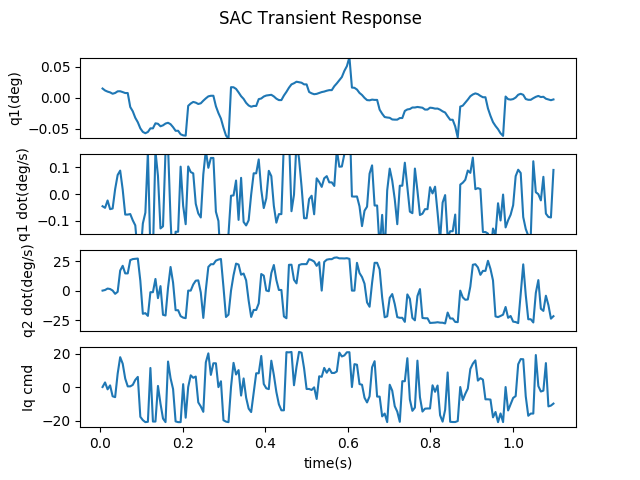 SAC Transient Response
q1(deg)
0.05
0.00
−0.05
q1 dot(deg/s)
0.1
0.0
−0.1
q2 dot(deg/s)
25
0
−25
Iq cmd
20
0
−20
0.0 0.2 0.4 0.6 0.8 1.0
time(s)